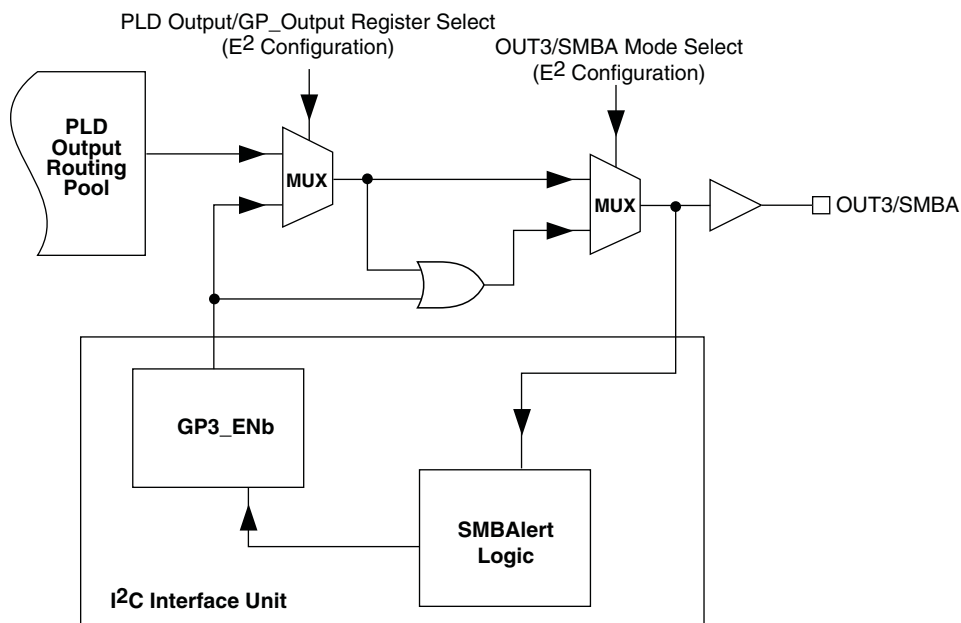 PLD Output/GP_Output Register Select
(E2 Configuration)
OUT3/SMBA Mode Select
(E2 Configuration)
PLD
Output
Routing
Pool
MUX
MUX
OUT3/SMBA
GP3_ENb
SMBAlert
Logic
I2C Interface Unit